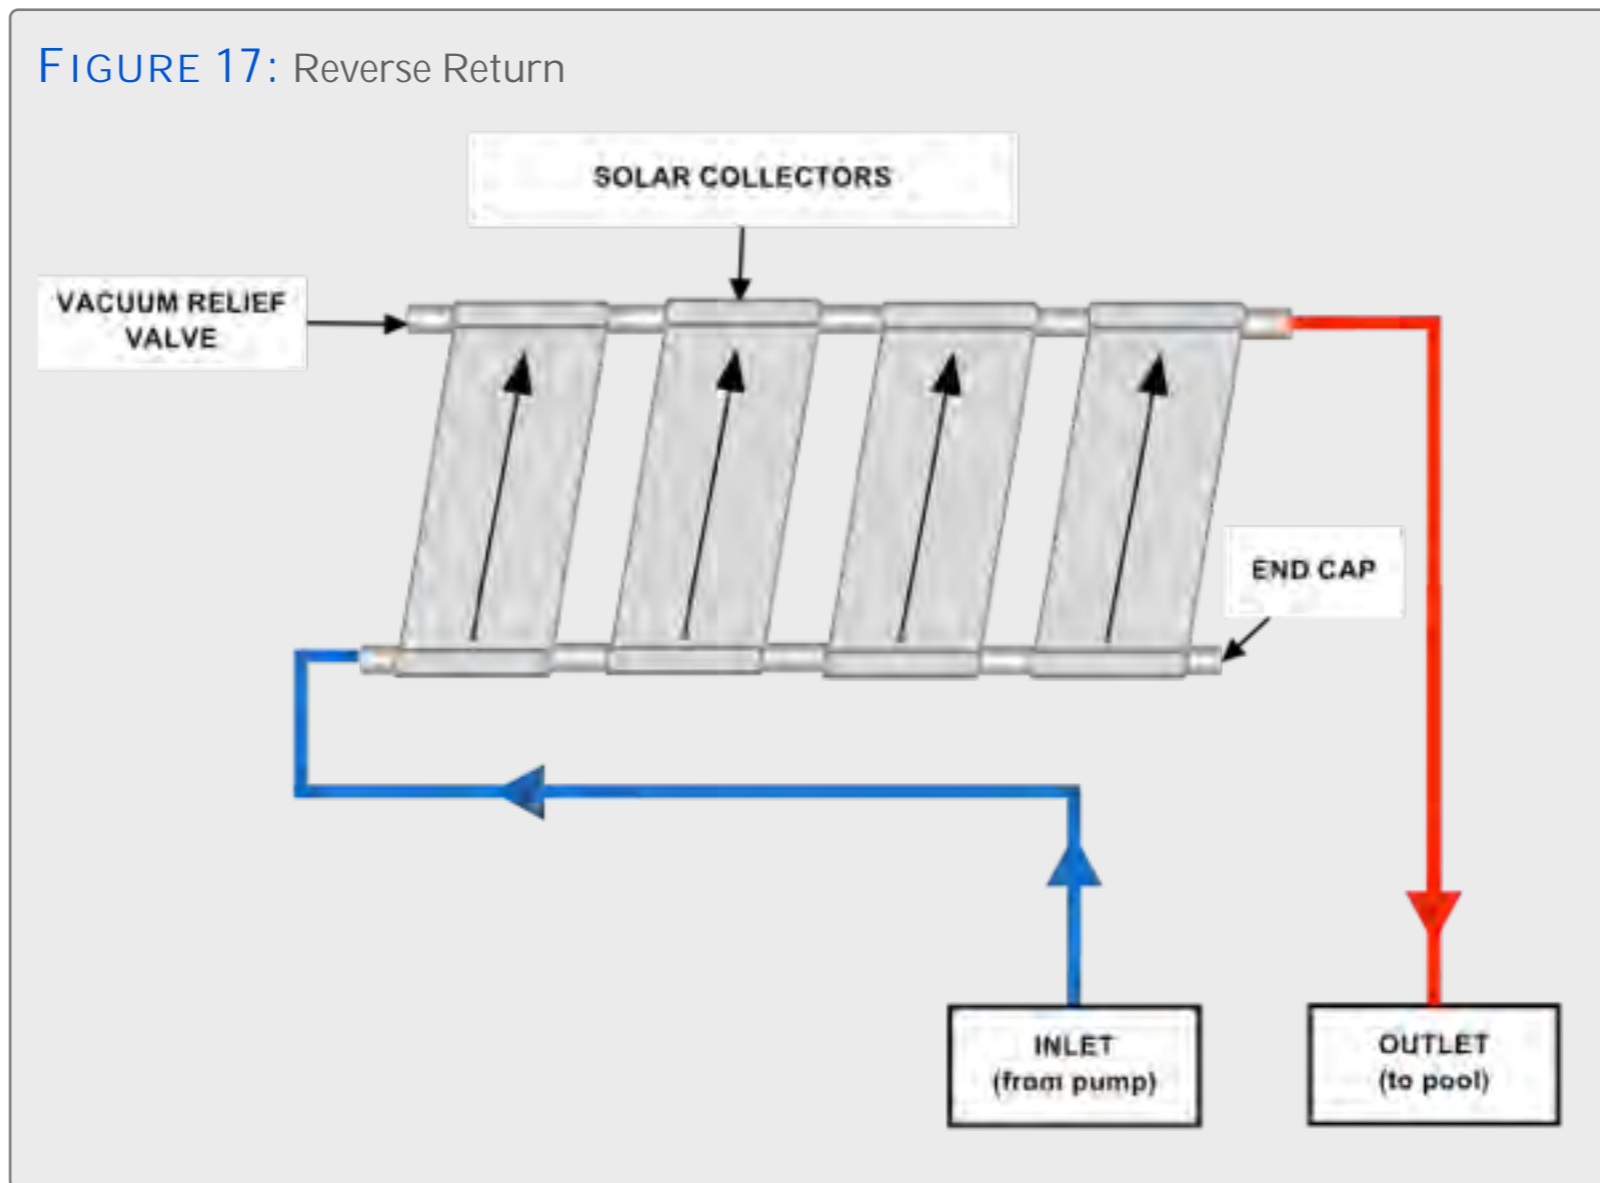 FIGURE 17: Reverse Return
SOLAR COLLECTORS
VACUUM RELIEF
VALVE
END CAP
INLET
(from pump)
OUTLET
(to pool)